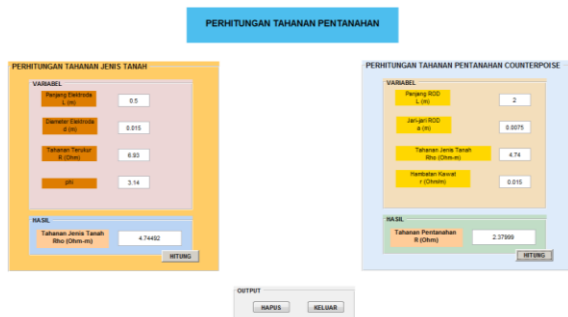 PERHITUNGAN TAHANAN PENTANAHAN
PERHITUNGAN TAHANAN JENIS TANAH
VARIABEL
Panjang Elektroda
L (m)
0.5
Diameter Elektroda
d (m)
0.015
Tahanan Terukur
R (Ohm)
6.83
phi
3.14
HASIL
Tahanan Jenis Tanah
Rho (Ohm-m)
4.74492
HITUNG
PERHITUNGAN TAHANAN PENTANAHAN COUNTERPOISE
VARIABEL
Panjang ROD
L (m)
2
Jari-jari ROD
a (m)
0.0075
Tahanan Jenis Tanah
Rho (Ohm-m)
4.74
Hambatan Kawat
r (Ohm/m)
0.015
HASIL
Tahanan Pentanahan
R (Ohm)
2.37999
HITUNG
OUTPUT
HAPUS
KELUAR